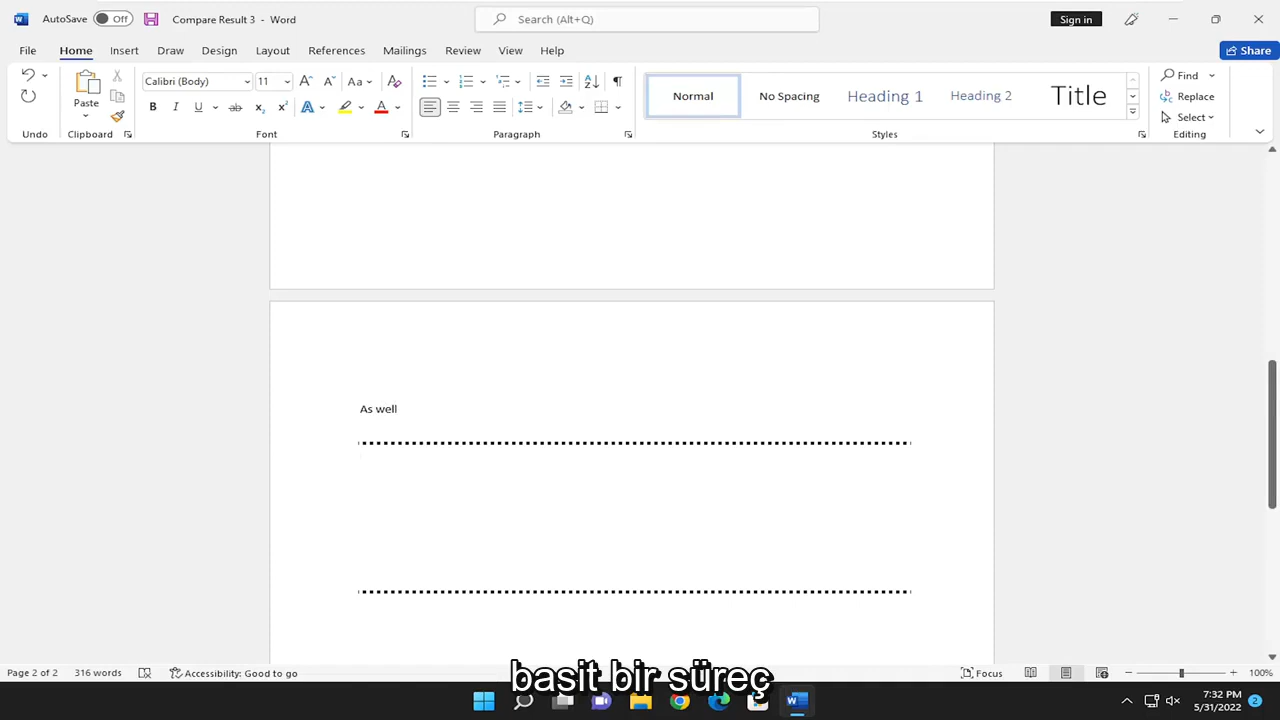 AutoSave Off Compare Result 3 - Word Search (Alt+Q) Sign in
File Home Insert Draw Design Layout References Mailings Review View Help Share
Calibri (Body) 11 Aa
Paste
Normal No Spacing Heading 1 Heading 2 Title
Find
Replace
Select
Undo Clipboard Font Paragraph Styles Editing
As well
Page 2 of 2 316 words Accessibility: Good to go Focus 100%
basit bir süreç
7:32 PM
5/31/2022
2